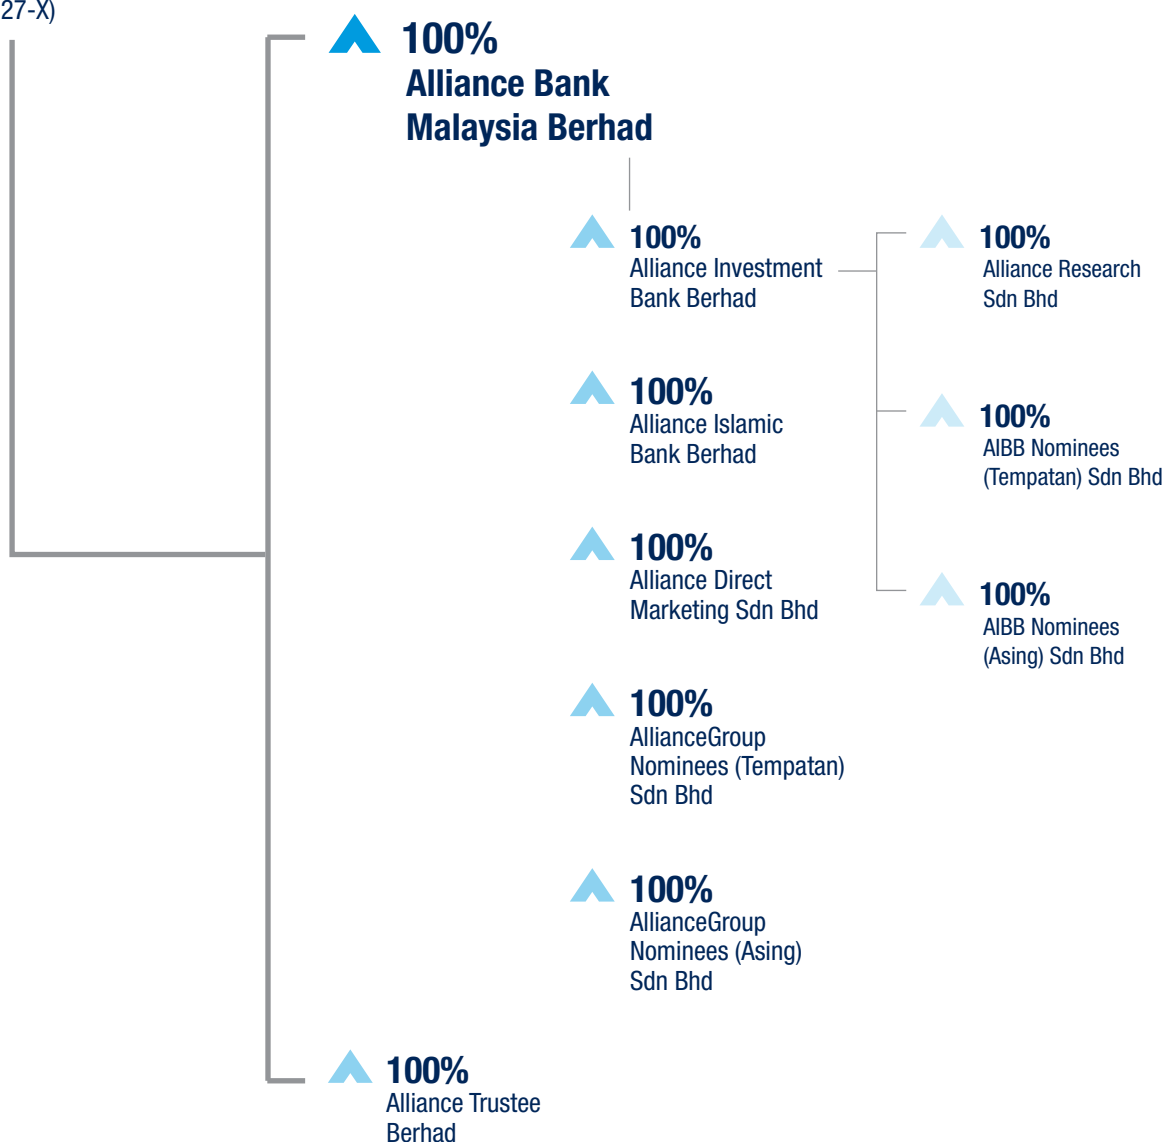 27-X)
100%
Alliance Bank
Malaysia Berhad
100%
Alliance Investment
Bank Berhad
100%
Alliance Research
Sdn Bhd
100%
Alliance Islamic
Bank Berhad
100%
AIBB Nominees
(Tempatan) Sdn Bhd
100%
Alliance Direct
Marketing Sdn Bhd
100%
AIBB Nominees
(Asing) Sdn Bhd
100%
AllianceGroup
Nominees (Tempatan)
Sdn Bhd
100%
AllianceGroup
Nominees (Asing)
Sdn Bhd
100%
Alliance Trustee
Berhad